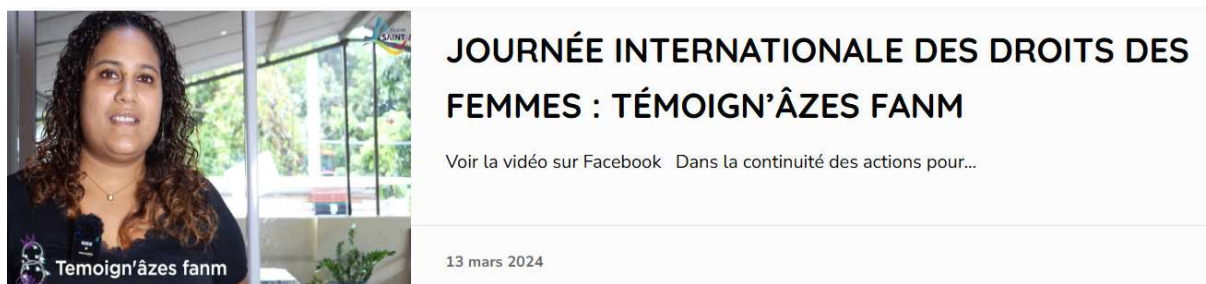 SAINT
JOURNÉE INTERNATIONALE DES DROITS DES
FEMMES : TÉMOIGN’ÂZES FANM
Voir la vidéo sur Facebook Dans la continuité des actions pour...
Temoign'âzes fanm
13 mars 2024